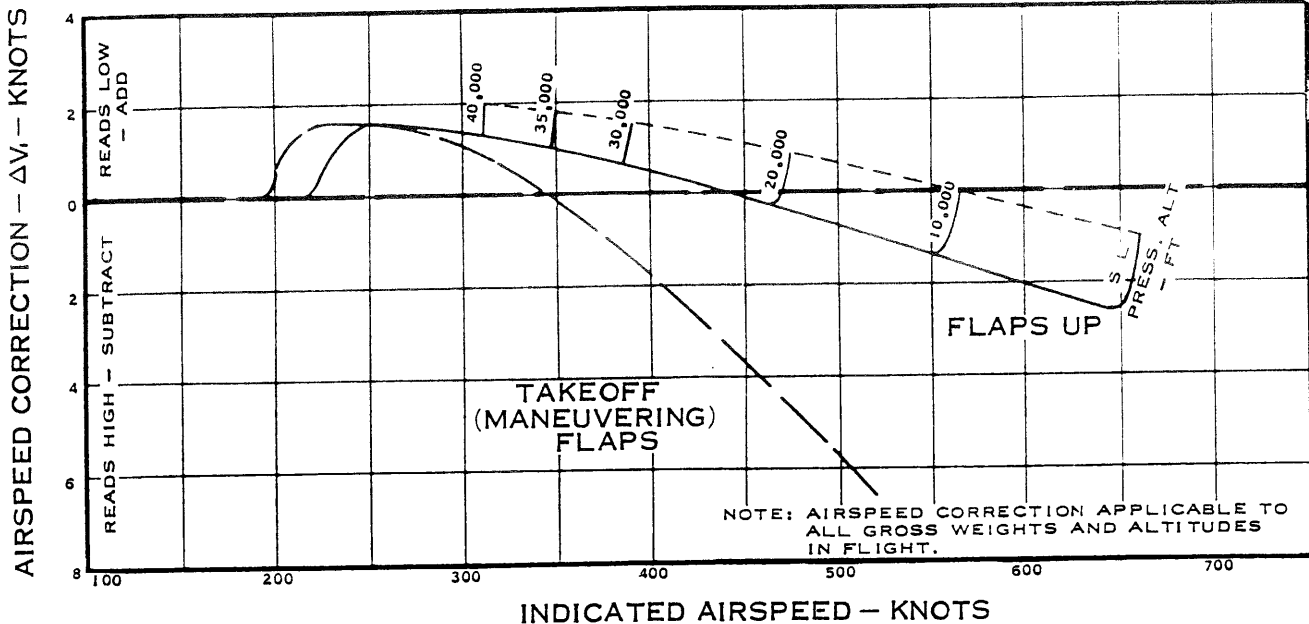 AIRSPEED CORRECTION – ΔVi – KNOTS
4
2
0
2
4
6
8
READS LOW
– ADD
READS HIGH – SUBTRACT
40,000
35,000
30,000
20,000
10,000
S L
PRESS. ALT
– FT
FLAPS UP
TAKEOFF
(MANEUVERING)
FLAPS
NOTE: AIRSPEED CORRECTION APPLICABLE TO
ALL GROSS WEIGHTS AND ALTITUDES
IN FLIGHT.
100 200 300 400 500 600 700
INDICATED AIRSPEED – KNOTS